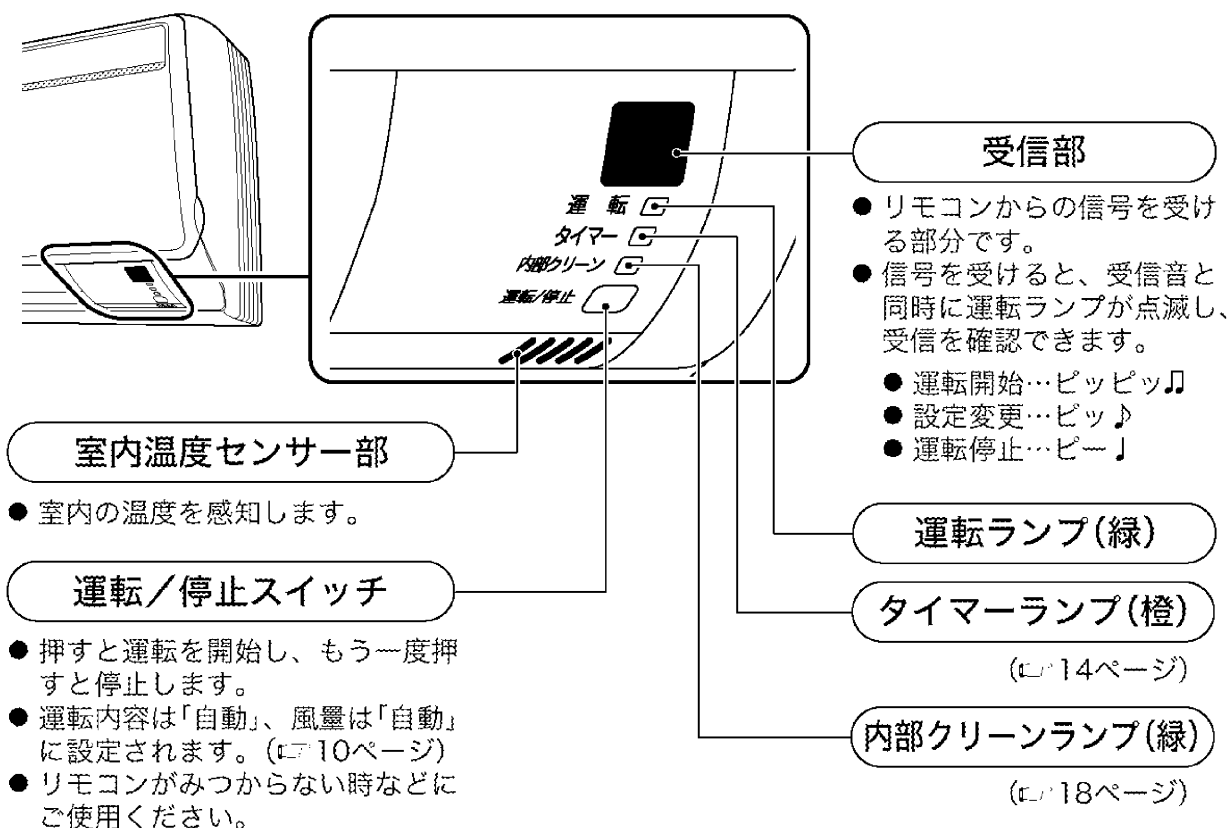 運 転
タイマー
内部クリーン
運転/停止
受信部
● リモコンからの信号を受け
る部分です。
● 信号を受けると、受信音と
同時に運転ランプが点滅し、
受信を確認できます。
● 運転開始…ピッピッ♫
● 設定変更…ピッ♪
● 運転停止…ピー♩
室内温度センサー部
● 室内の温度を感知します。
運転／停止スイッチ
● 押すと運転を開始し、もう一度押
すと停止します。
● 運転内容は「自動」、風量は「自動」
に設定されます。(☞10ページ)
● リモコンがみつからない時などに
ご使用ください。
運転ランプ(緑)
タイマーランプ(橙)
(☞14ページ)
内部クリーンランプ(緑)
(☞18ページ)